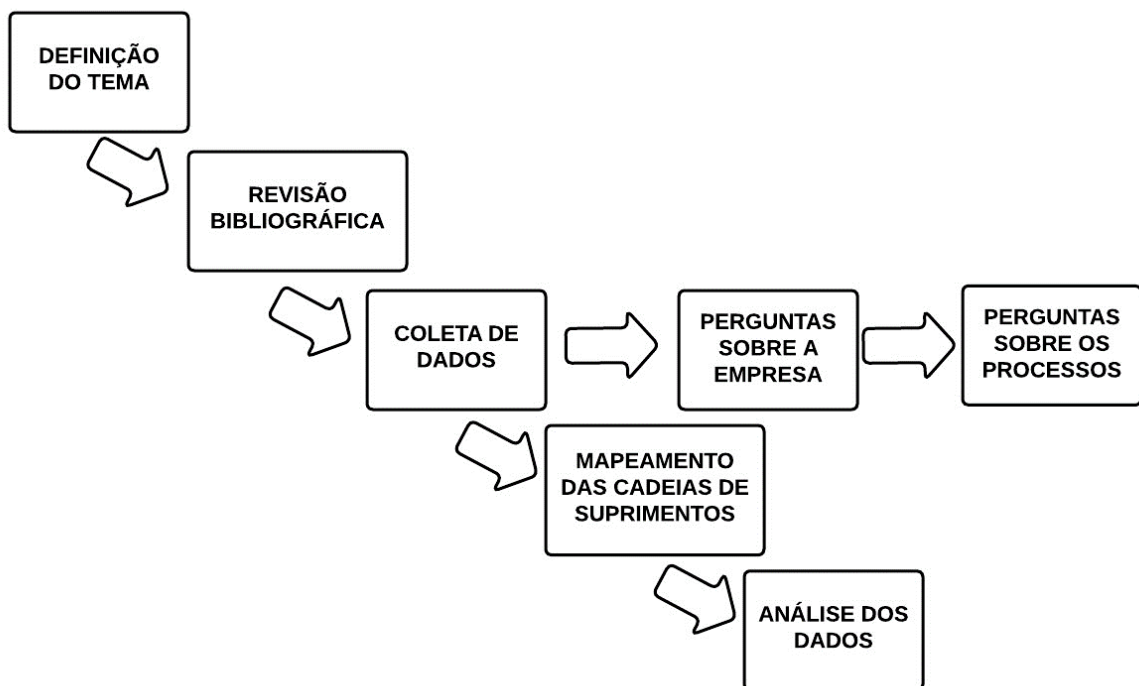 DEFINIÇÃO
DO TEMA
REVISÃO
BIBLIOGRÁFICA
COLETA DE
DADOS
PERGUNTAS
SOBRE A
EMPRESA
PERGUNTAS
SOBRE OS
PROCESSOS
MAPEAMENTO
DAS CADEIAS DE
SUPRIMENTOS
ANÁLISE DOS
DADOS